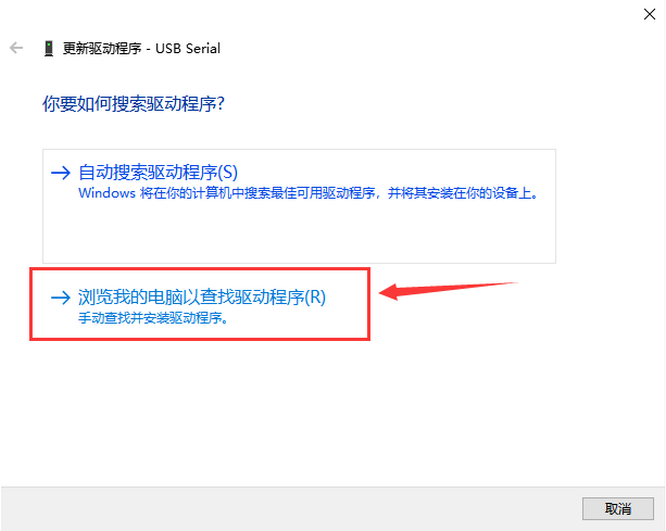 更新驱动程序 - USB Serial
你要如何搜索驱动程序?
自动搜索驱动程序(S)
Windows 将在你的计算机中搜索最佳可用驱动程序，并将其安装在你的设备上。
浏览我的电脑以查找驱动程序(R)
手动查找并安装驱动程序。
取消